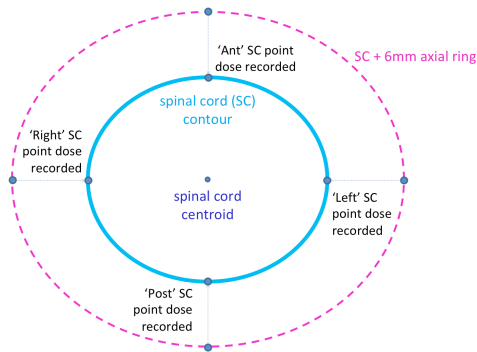 ‘Ant’ SC point
dose recorded
SC + 6mm axial ring
spinal cord (SC)
contour
‘Right’ SC
point dose
recorded
spinal cord
centroid
‘Left’ SC
point dose
recorded
‘Post’ SC
point dose
recorded